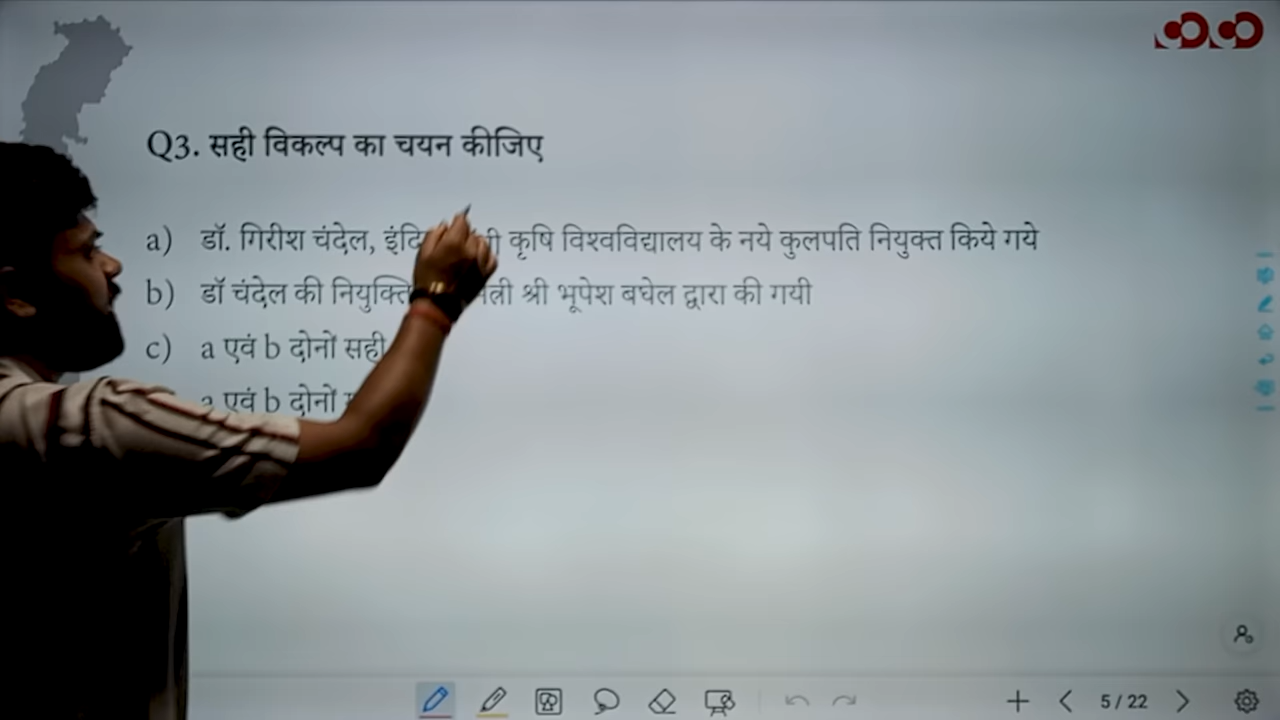 Q3. सही विकल्प का चयन कीजिए
a) डॉ. गिरीश चंदेल, कृषि विश्वविद्यालय के नये कुलपति नियुक्त किये गये
b) डॉ चंदेल की नियुक्ति श्री भूपेश बघेल द्वारा की गयी
c) a एवं b दोनों सही
a एवं b दोनों
5 / 22